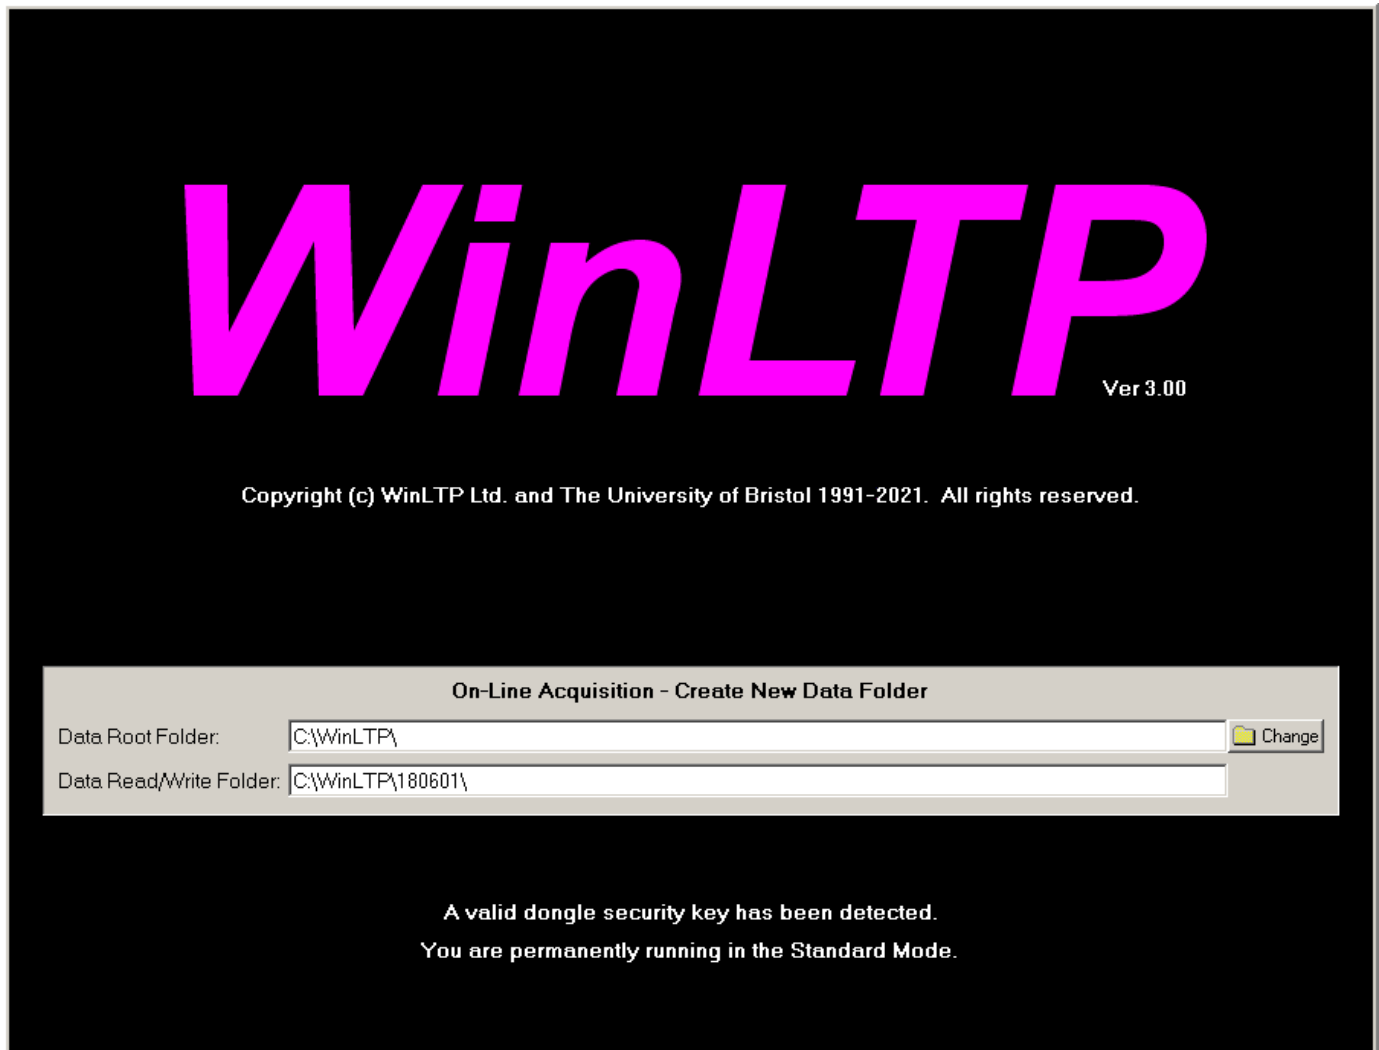 WinLTP
Ver 3.00
Copyright (c) WinLTP Ltd. and The University of Bristol 1991-2021.  All rights reserved.
On-Line Acquisition - Create New Data Folder
Data Root Folder: C:\WinLTP\ Change
Data Read/Write Folder: C:\WinLTP\180601\
A valid dongle security key has been detected.
You are permanently running in the Standard Mode.